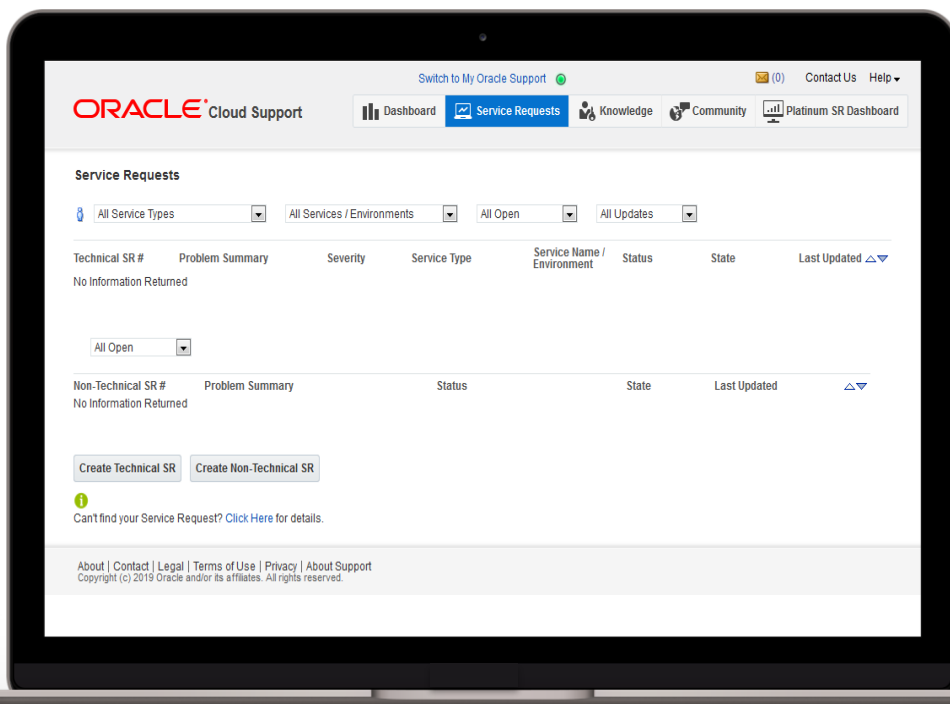 Switch to My Oracle Support (0) Contact Us Help
ORACLE Cloud Support Dashboard Service Requests Knowledge Community Platinum SR Dashboard
Service Requests
All Service Types All Services / Environments All Open All Updates
Technical SR # Problem Summary Severity Service Type Service Name / Environment Status State Last Updated
No Information Returned
All Open
Non-Technical SR # Problem Summary Status State Last Updated
No Information Returned
Create Technical SR Create Non-Technical SR
Can't find your Service Request? Click Here for details.
About | Contact | Legal | Terms of Use | Privacy | About Support
Copyright (c) 2019 Oracle and/or its affiliates. All rights reserved.